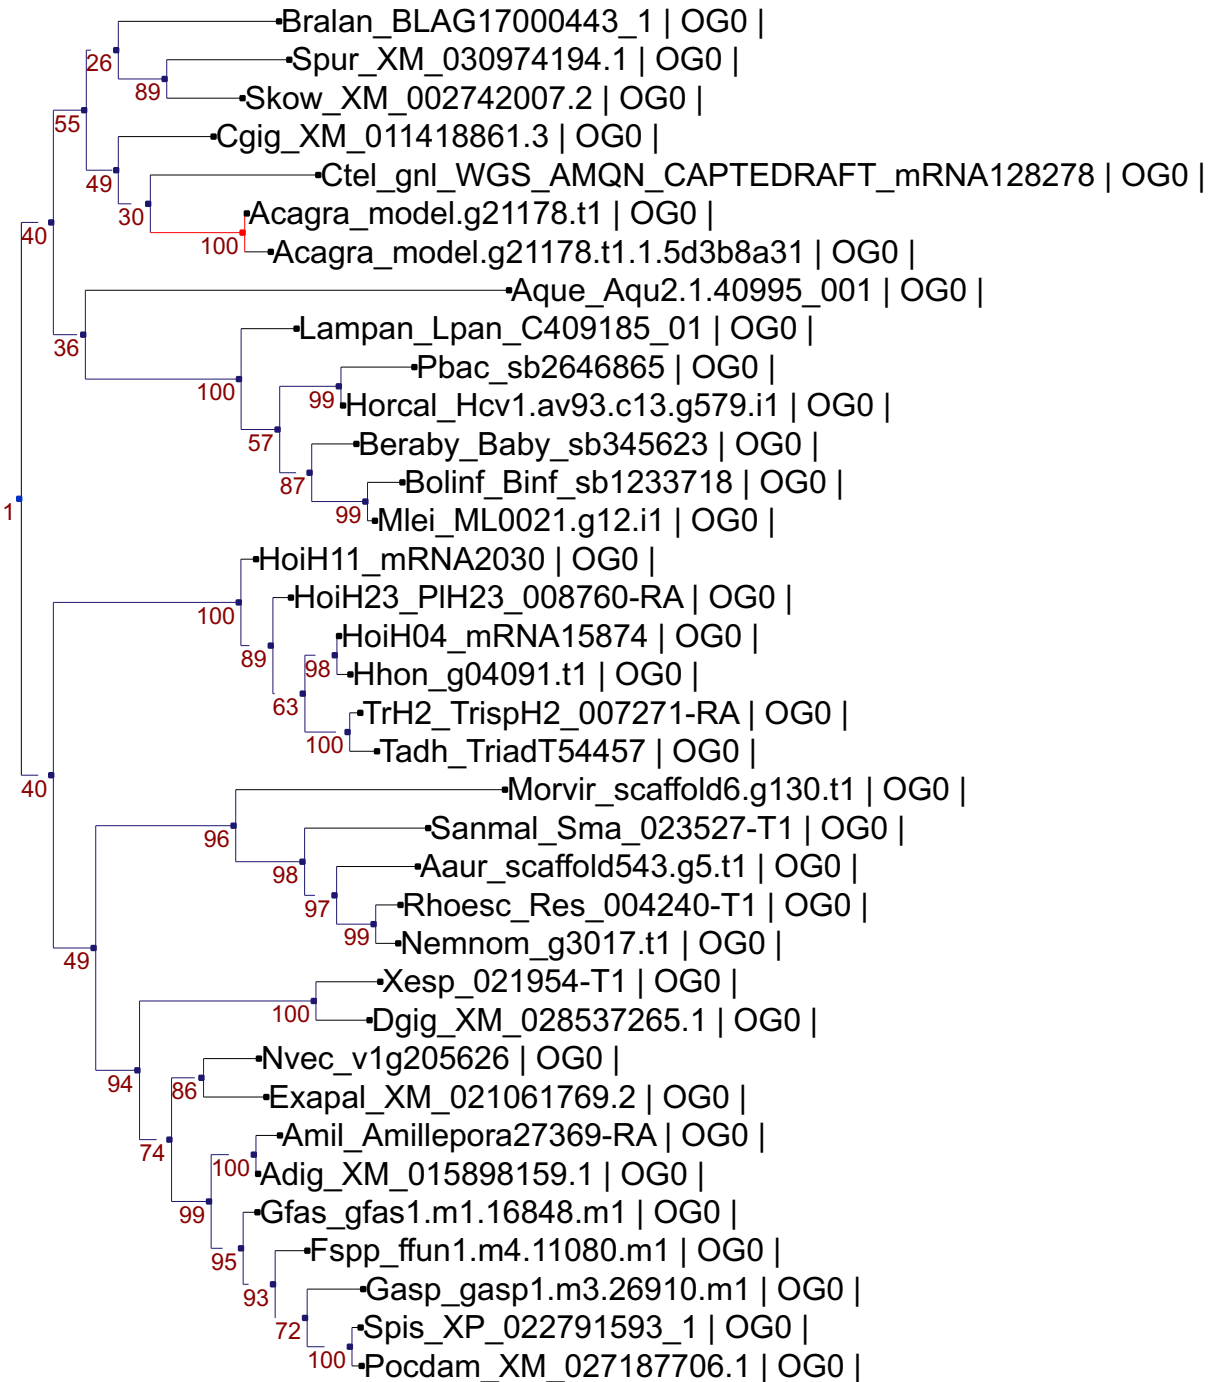 Bralan_BLAG17000443_1 | OG0 |
26
Spur_XM_030974194.1 | OG0 |
89
Skow_XM_002742007.2 | OG0 |
55
Cgig_XM_011418861.3 | OG0 |
49
Ctel_gnl_WGS_AMQN_CAPTEDRAFT_mRNA128278 | OG0 |
30
Acagra_model.g21178.t1 | OG0 |
40
100
Acagra_model.g21178.t1.1.5d3b8a31 | OG0 |
Aque_Aqu2.1.40995_001 | OG0 |
Lampan_Lpan_C409185_01 | OG0 |
36
Pbac_sb2646865 | OG0 |
100
99
Horcal_Hcv1.av93.c13.g579.i1 | OG0 |
57
Beraby_Baby_sb345623 | OG0 |
87
Bolinf_Binf_sb1233718 | OG0 |
1
99
Mlei_ML0021.g12.i1 | OG0 |
HoiH11_mRNA2030 | OG0 |
HoiH23_PlH23_008760-RA | OG0 |
100
HoiH04_mRNA15874 | OG0 |
89
98
Hhon_g04091.t1 | OG0 |
63
TrH2_TrispH2_007271-RA | OG0 |
100
Tadh_TriadT54457 | OG0 |
40
Morvir_scaffold6.g130.t1 | OG0 |
96
Sanmal_Sma_023527-T1 | OG0 |
98
Aaur_scaffold543.g5.t1 | OG0 |
97
Rhoesc_Res_004240-T1 | OG0 |
99
Nemnom_g3017.t1 | OG0 |
49
Xesp_021954-T1 | OG0 |
100
Dgig_XM_028537265.1 | OG0 |
Nvec_v1g205626 | OG0 |
94
86
Exapal_XM_021061769.2 | OG0 |
Amil_Amillepora27369-RA | OG0 |
74
100
Adig_XM_015898159.1 | OG0 |
99
Gfas_gfas1.m1.16848.m1 | OG0 |
95
Fspp_ffun1.m4.11080.m1 | OG0 |
93
Gasp_gasp1.m3.26910.m1 | OG0 |
72
Spis_XP_022791593_1 | OG0 |
100
Pocdam_XM_027187706.1 | OG0 |